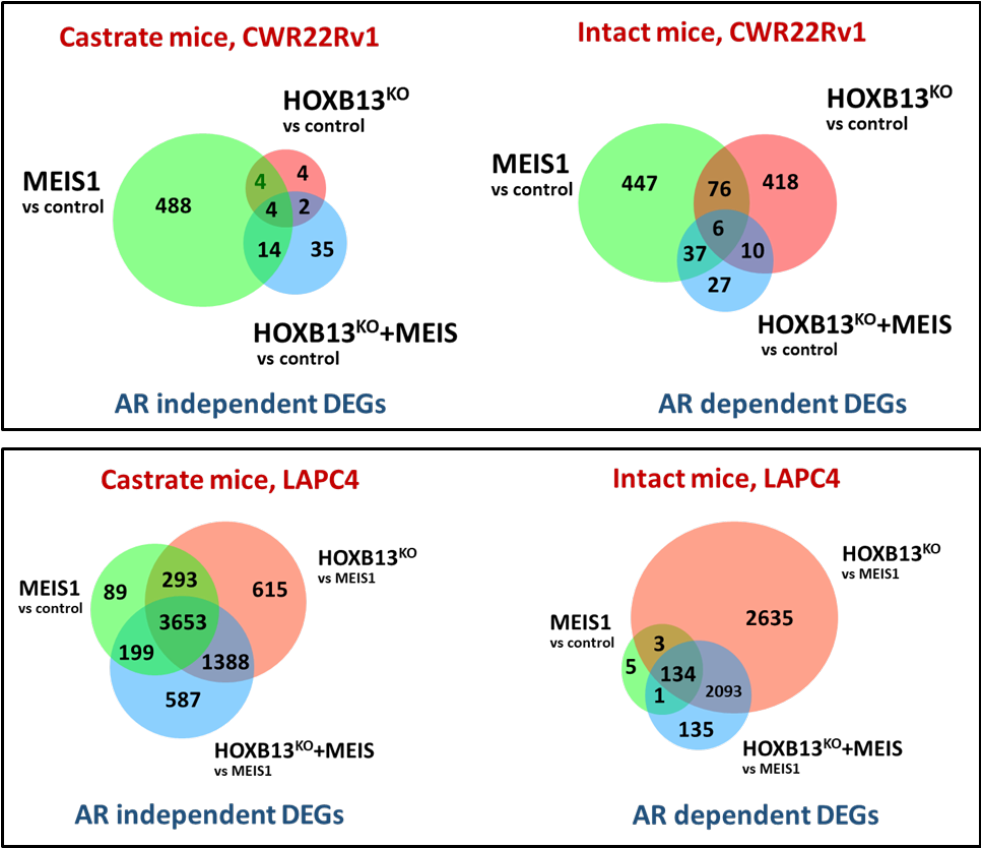 Castrate mice, CWR22Rv1
HOXB13KO
vs control
MEIS1
vs control
488
4
4
4
2
14
35
HOXB13KO+MEIS
vs control
AR independent DEGs
Intact mice, CWR22Rv1
HOXB13KO
vs control
MEIS1
vs control
447
76
418
6
37
10
27
HOXB13KO+MEIS
vs control
AR dependent DEGs
Castrate mice, LAPC4
HOXB13KO
vs MEIS1
MEIS1
vs control
89
293
615
3653
199
1388
587
HOXB13KO+MEIS
vs MEIS1
AR independent DEGs
Intact mice, LAPC4
HOXB13KO
vs MEIS1
MEIS1
vs control
2635
3
5
134
1
2093
135
HOXB13KO+MEIS
vs MEIS1
AR dependent DEGs